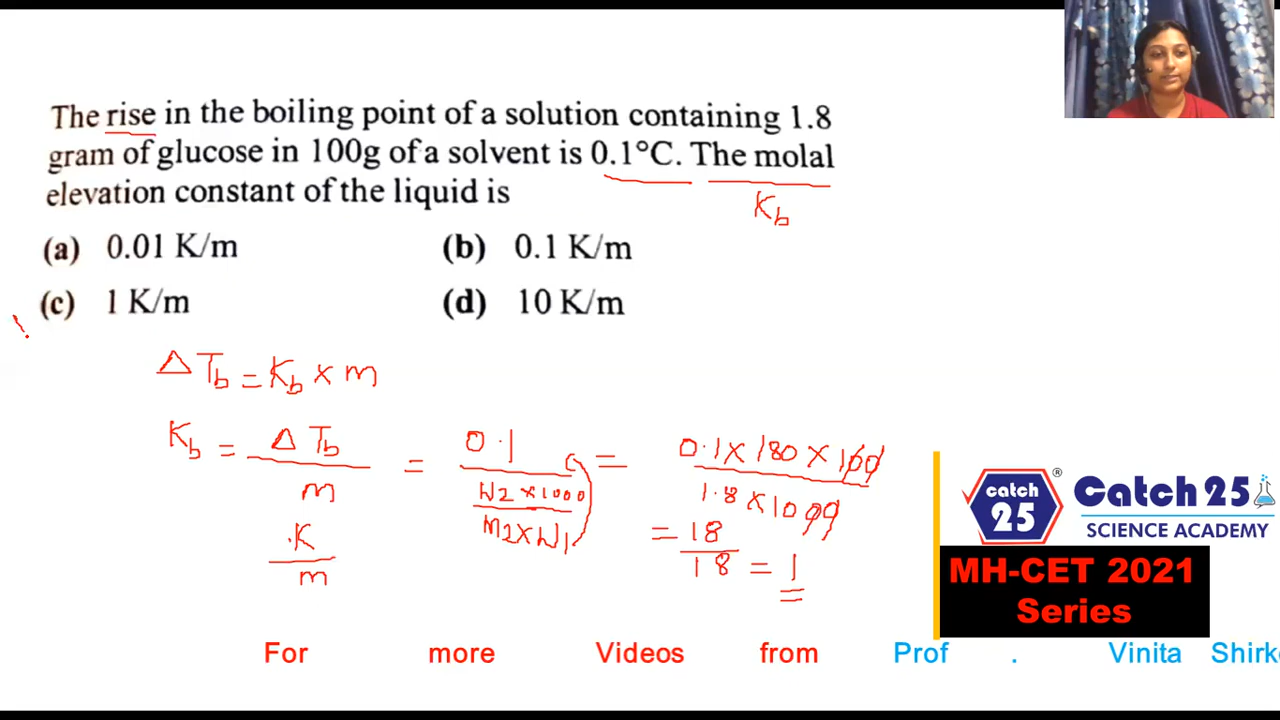 The rise in the boiling point of a solution containing 1.8
gram of glucose in 100g of a solvent is 0.1°C. The molal
elevation constant of the liquid is
Kb
(a) 0.01 K/m (b) 0.1 K/m
(c) 1 K/m (d) 10 K/m
Δ Tb = Kb × m
Kb = Δ Tb / m = 0.1 / (W2 × 1000 / M2 × W1) = 0.1 × 180 × 100 / 1.8 × 1000
K / m
= 18 / 18 = 1
catch
25
®
Catch 25
SCIENCE ACADEMY
MH-CET 2021
Series
For more Videos from Prof . Vinita Shirk